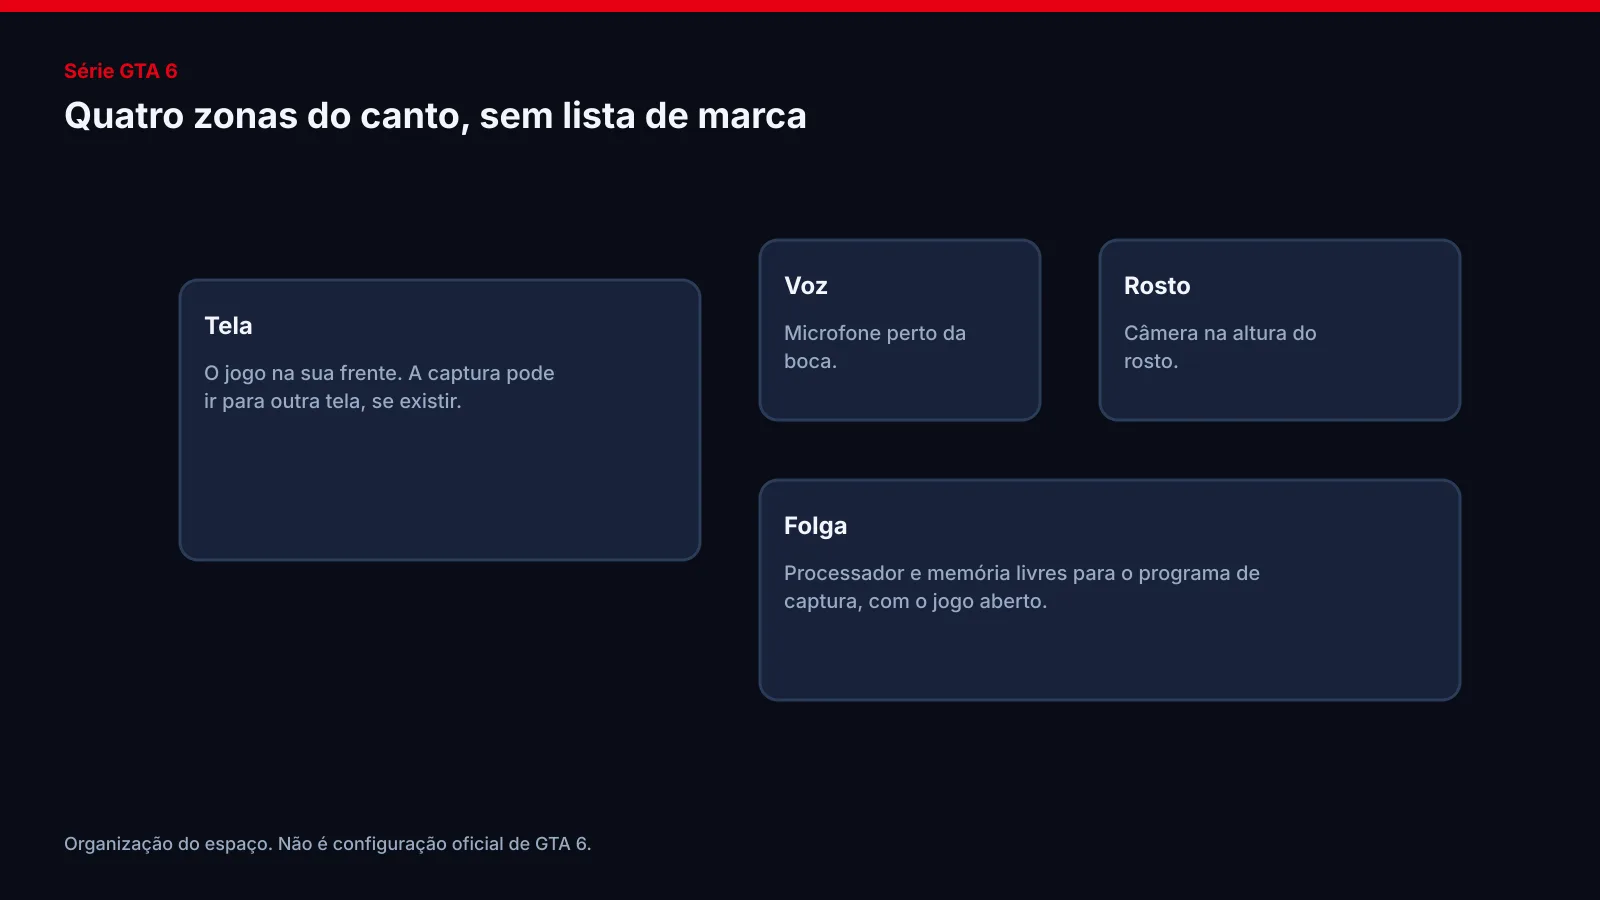 Série GTA 6
Quatro zonas do canto, sem lista de marca
Tela
O jogo na sua frente. A captura pode
ir para outra tela, se existir.
Voz
Microfone perto da
boca.
Rosto
Câmera na altura do
rosto.
Folga
Processador e memória livres para o programa de
captura, com o jogo aberto.
Organização do espaço. Não é configuração oficial de GTA 6.